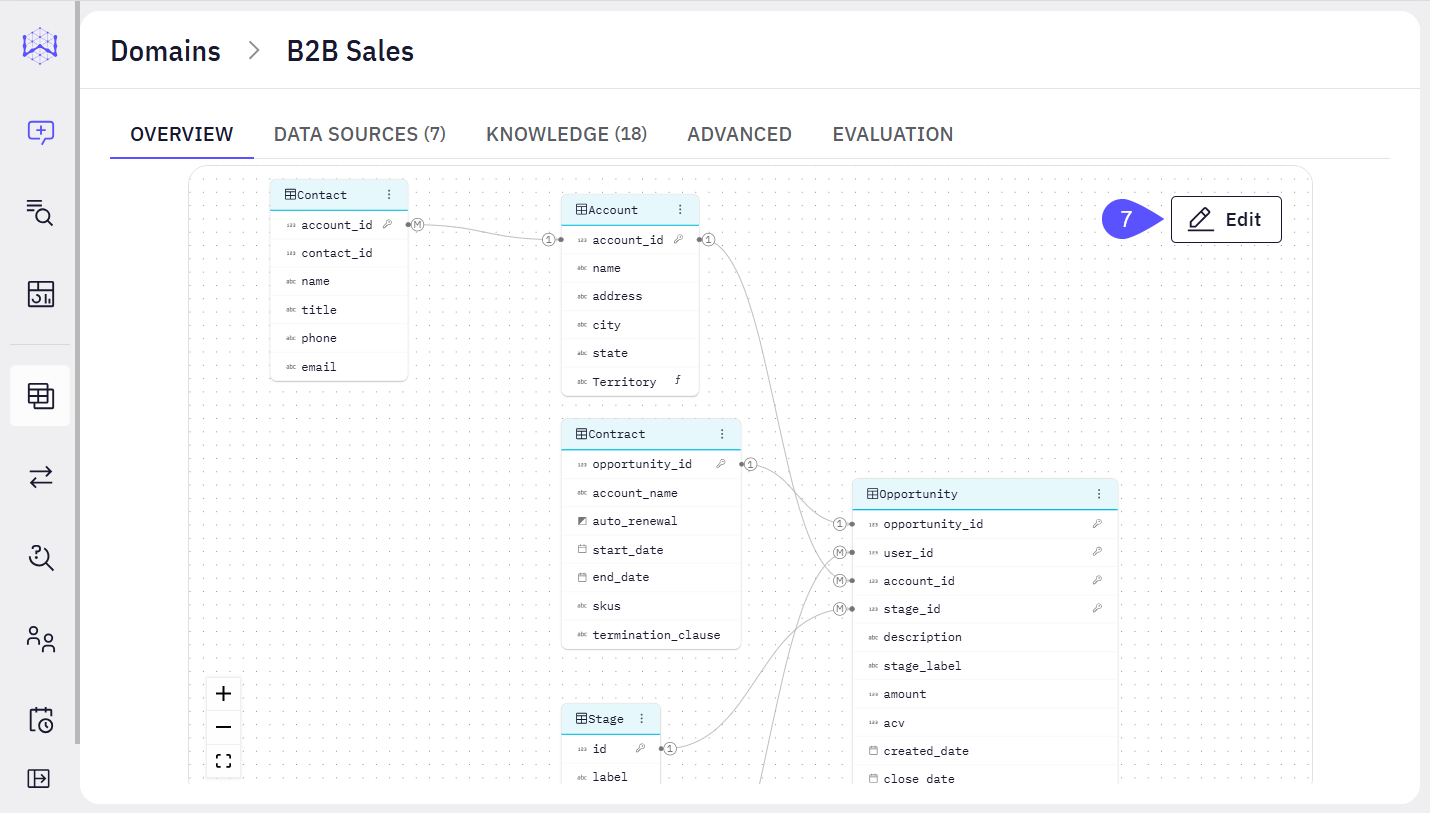 Domains > B2B Sales
OVERVIEW DATA SOURCES (7) KNOWLEDGE (18) ADVANCED EVALUATION
7 Edit
Contact
123 account_id M
123 contact_id
abc name
abc title
abc phone
abc email
Account
1 123 account_id 1
abc name
abc address
abc city
abc state
abc Territory f
Contract
123 opportunity_id 1
abc account_name
auto_renewal
start_date
end_date
abc skus
abc termination_clause
Opportunity
1 123 opportunity_id
M 123 user_id
M 123 account_id
M 123 stage_id
abc description
abc stage_label
123 amount
123 acv
created_date
close_date
Stage
123 id 1
abc label